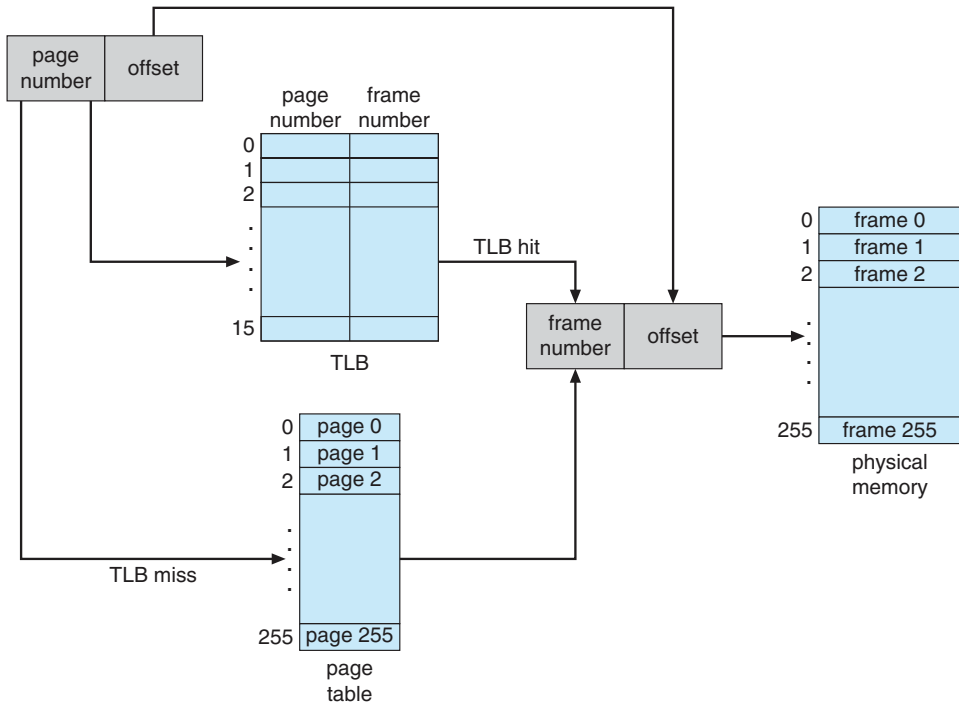 page
number
offset
page
number
frame
number
0
1
2
.
.
.
.
15
TLB
TLB hit
frame
number
offset
0
frame 0
1
frame 1
2
frame 2
.
.
.
.
255
frame 255
physical
memory
0
page 0
1
page 1
2
page 2
.
.
.
.
TLB miss
255
page 255
page
table